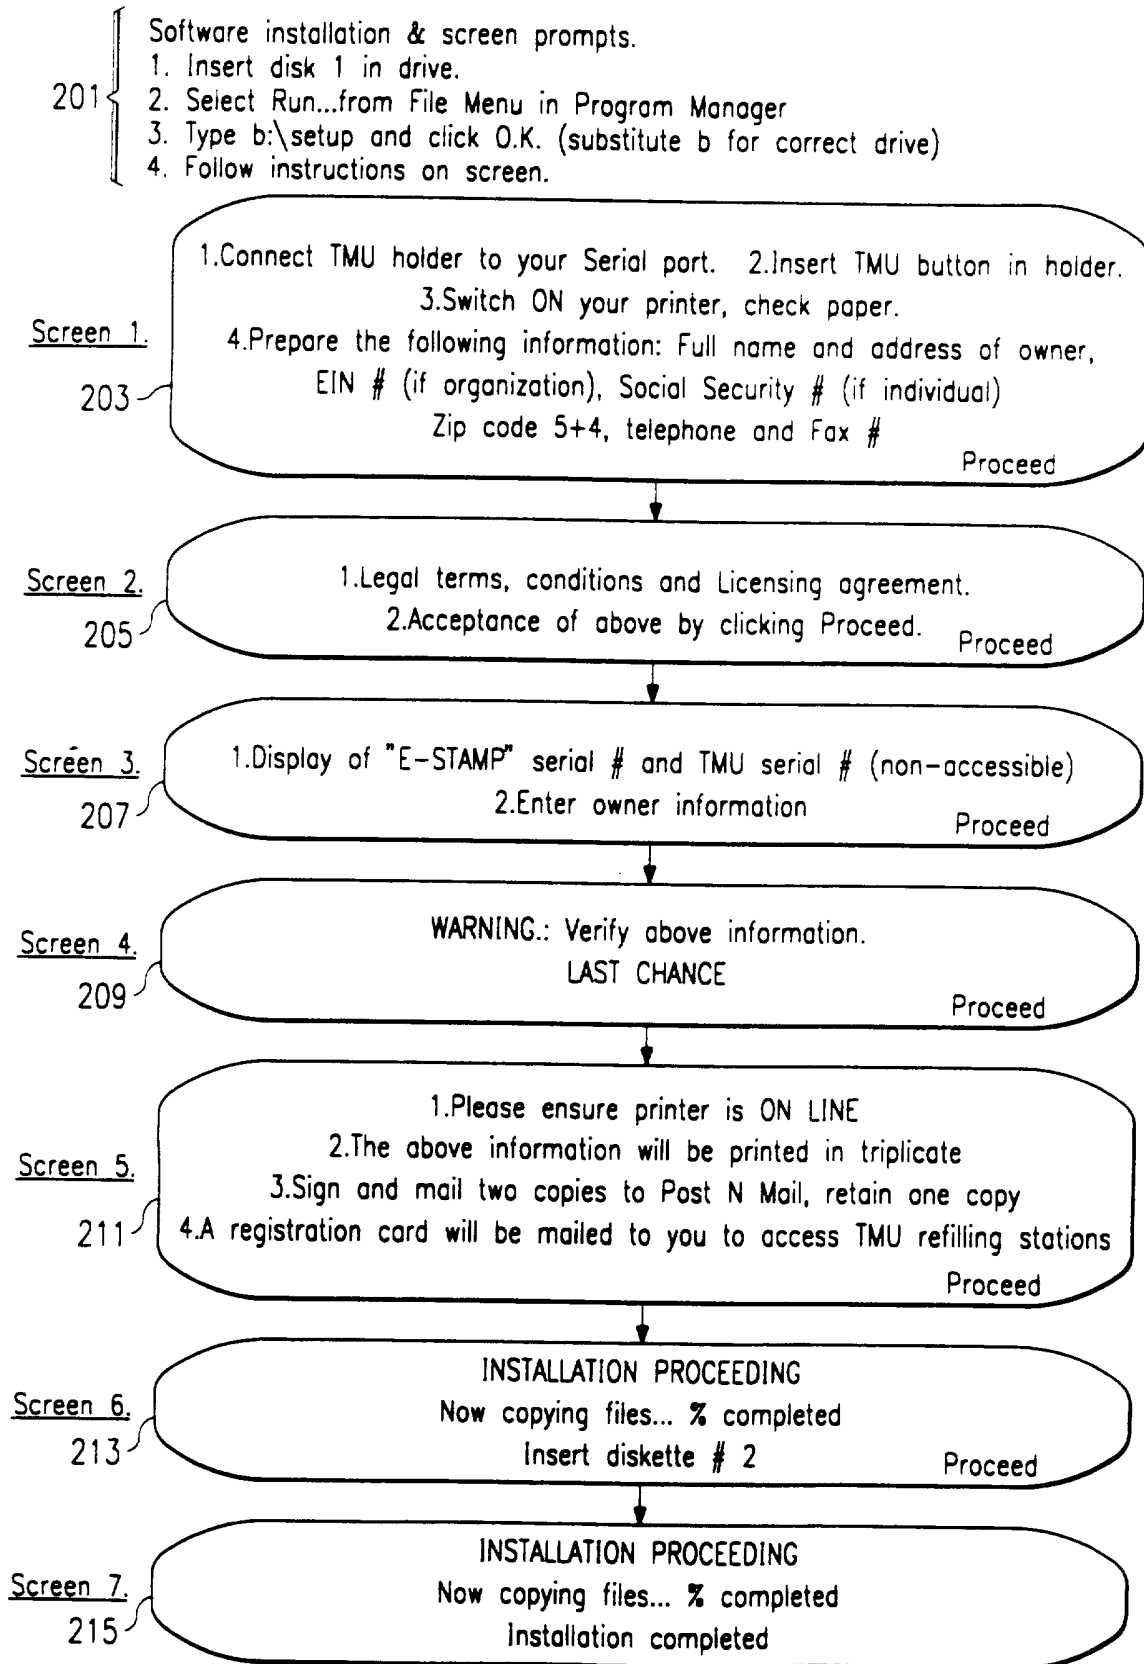 Software installation & screen prompts.
201
1. Insert disk 1 in drive.
2. Select Run...from File Menu in Program Manager
3. Type b:\setup and click O.K. (substitute b for correct drive)
4. Follow instructions on screen.
Screen 1.
203
1.Connect TMU holder to your Serial port. 2.Insert TMU button in holder.
3.Switch ON your printer, check paper.
4.Prepare the following information: Full name and address of owner,
EIN # (if organization), Social Security # (if individual)
Zip code 5+4, telephone and Fax #
Proceed
Screen 2.
205
1.Legal terms, conditions and Licensing agreement.
2.Acceptance of above by clicking Proceed.
Proceed
Screen 3.
207
1.Display of "E-STAMP" serial # and TMU serial # (non-accessible)
2.Enter owner information
Proceed
Screen 4.
209
WARNING.: Verify above information.
LAST CHANCE
Proceed
Screen 5.
211
1.Please ensure printer is ON LINE
2.The above information will be printed in triplicate
3.Sign and mail two copies to Post N Mail, retain one copy
4.A registration card will be mailed to you to access TMU refilling stations
Proceed
Screen 6.
213
INSTALLATION PROCEEDING
Now copying files... % completed
Insert diskette # 2
Proceed
Screen 7.
215
INSTALLATION PROCEEDING
Now copying files... % completed
Installation completed